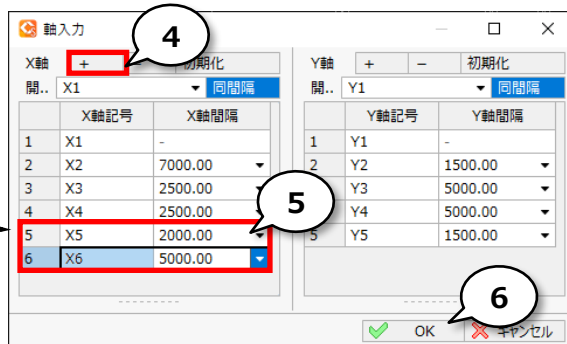 軸入力
4
X軸 + − 初期化
開.. X1 同間隔
X軸記号 X軸間隔
1 X1 -
2 X2 7000.00
3 X3 2500.00
4 X4 2500.00
5 X5 2000.00
6 X6 5000.00
5
Y軸 + − 初期化
開.. Y1 同間隔
Y軸記号 Y軸間隔
1 Y1 -
2 Y2 1500.00
3 Y3 5000.00
4 Y4 5000.00
5 Y5 1500.00
6
OK キャンセル